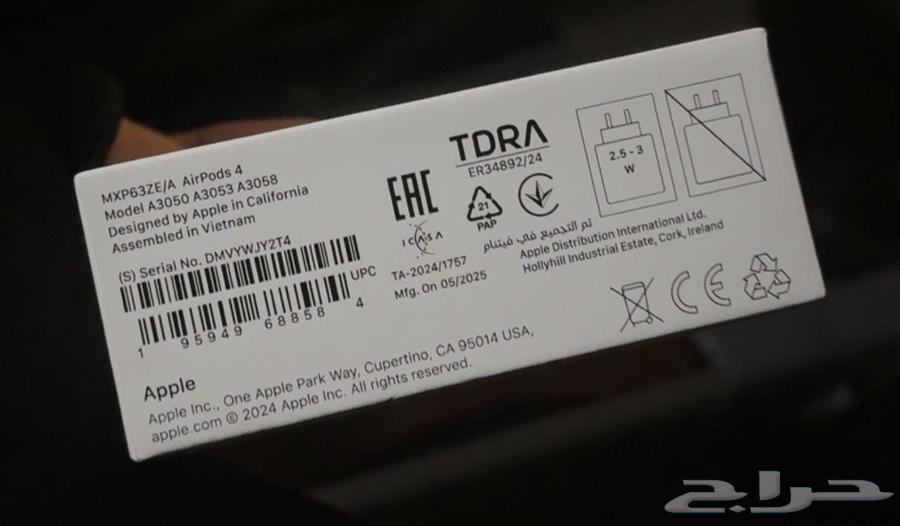 MXP63ZE/A AirPods 4
Model A3050 A3053 A3058
Designed by Apple in California
Assembled in Vietnam
(S) Serial No. DMVYWJY2T4
UPC
1 95949 68858 4
EAC
ICASA
TA-2024/1757
Mfg. On 05/2025
TDRA
ER34892/24
21
PAP
2.5 - 3
W
تم التجميع في فيتنام
Apple Distribution International Ltd.
Hollyhill Industrial Estate, Cork, Ireland
CE
Apple
Apple Inc., One Apple Park Way, Cupertino, CA 95014 USA,
apple.com © 2024 Apple Inc. All rights reserved.
حراج